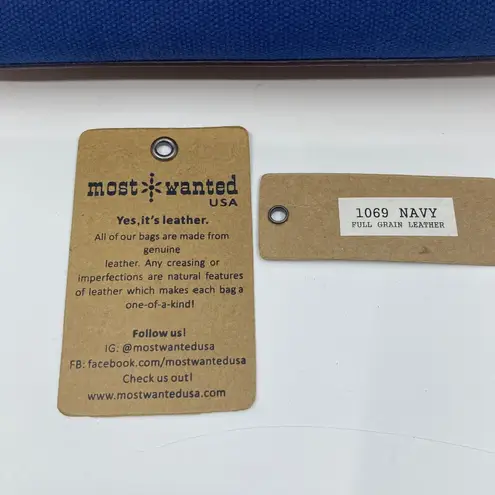 most wanted
USA
Yes,it's leather.
All of our bags are made from
genuine
leather. Any creasing or
imperfections are natural features
of leather which makes each bag a
one-of-a-kind!
Follow us!
IG: @mostwantedusa
FB: facebook.com/mostwantedusa
Check us out!
www.mostwantedusa.com
1069 NAVY
FULL GRAIN LEATHER